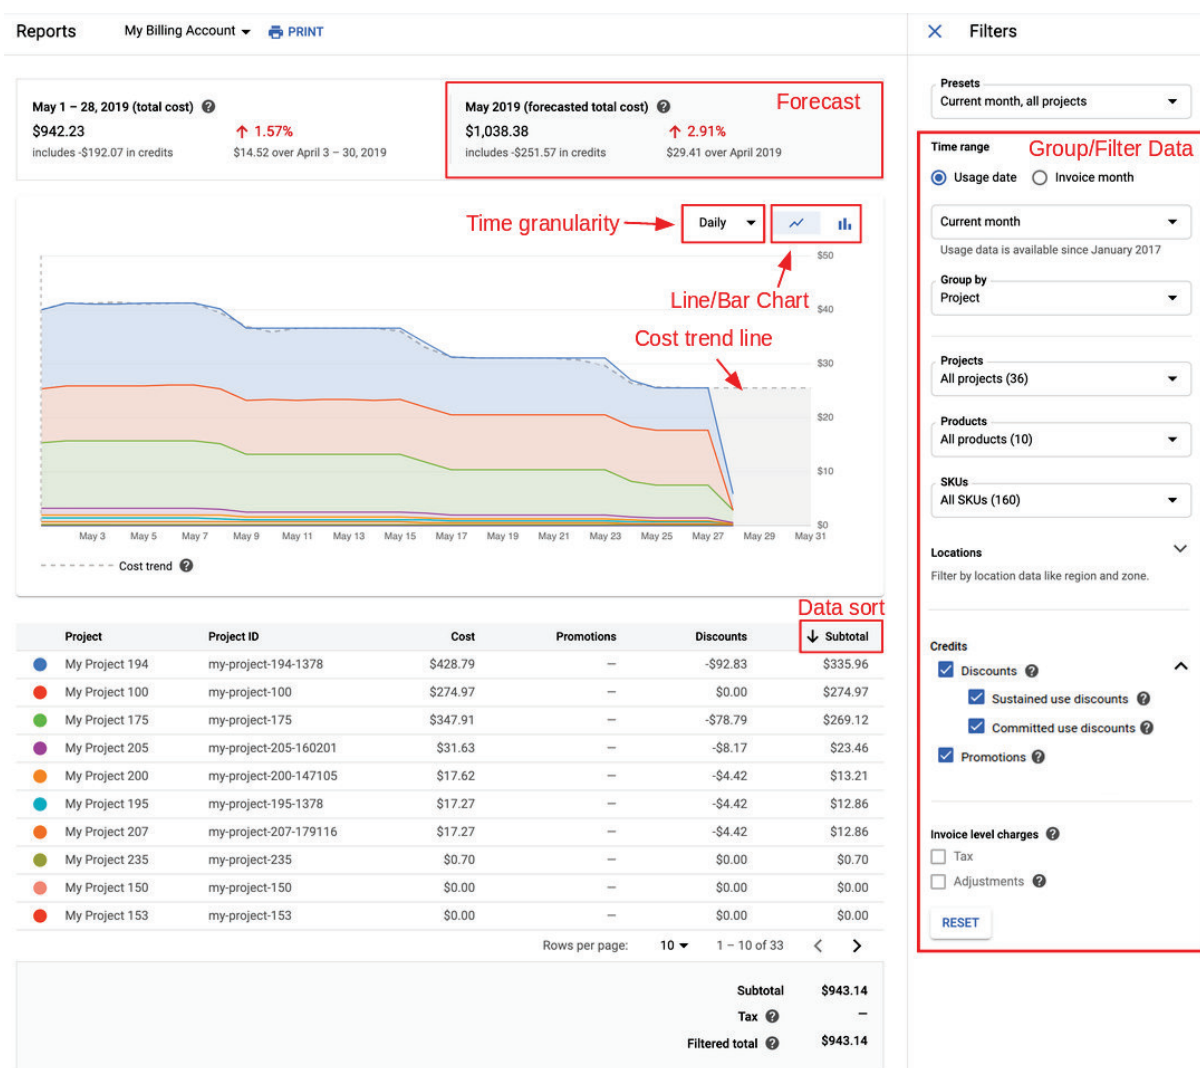 Reports My Billing Account PRINT
May 1 – 28, 2019 (total cost)
$942.23 1.57%
includes -$192.07 in credits $14.52 over April 3 – 30, 2019
May 2019 (forecasted total cost) Forecast
$1,038.38 2.91%
includes -$251.57 in credits $29.41 over April 2019
Time granularity Daily
Line/Bar Chart
Cost trend line
$50
$40
$30
$20
$10
$0
May 3 May 5 May 7 May 9 May 11 May 13 May 15 May 17 May 19 May 21 May 23 May 25 May 27 May 29 May 31
Cost trend
Data sort
Project Project ID Cost Promotions Discounts Subtotal
My Project 194 my-project-194-1378 $428.79 – -$92.83 $335.96
My Project 100 my-project-100 $274.97 – $0.00 $274.97
My Project 175 my-project-175 $347.91 – -$78.79 $269.12
My Project 205 my-project-205-160201 $31.63 – -$8.17 $23.46
My Project 200 my-project-200-147105 $17.62 – -$4.42 $13.21
My Project 195 my-project-195-1378 $17.27 – -$4.42 $12.86
My Project 207 my-project-207-179116 $17.27 – -$4.42 $12.86
My Project 235 my-project-235 $0.70 – $0.00 $0.70
My Project 150 my-project-150 $0.00 – $0.00 $0.00
My Project 153 my-project-153 $0.00 – $0.00 $0.00
Rows per page: 10 1 – 10 of 33
Subtotal $943.14
Tax –
Filtered total $943.14
Filters
Presets
Current month, all projects
Time range Group/Filter Data
Usage date Invoice month
Current month
Usage data is available since January 2017
Group by
Project
Projects
All projects (36)
Products
All products (10)
SKUs
All SKUs (160)
Locations
Filter by location data like region and zone.
Credits
Discounts
Sustained use discounts
Committed use discounts
Promotions
Invoice level charges
Tax
Adjustments
RESET